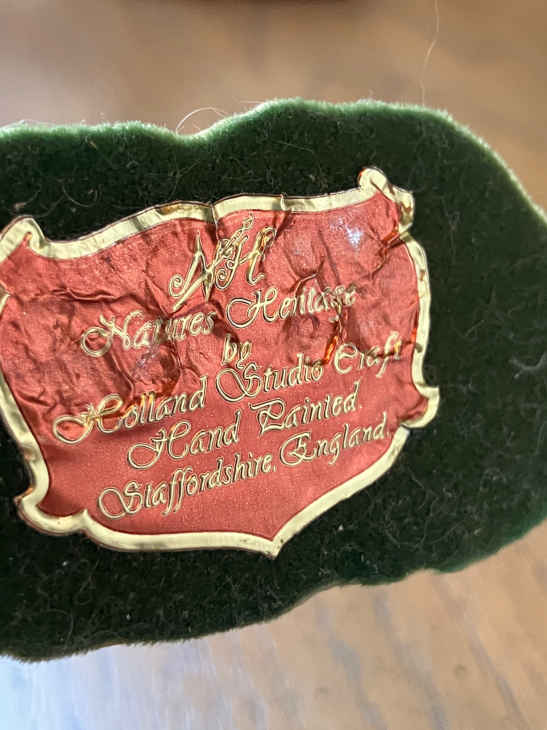 NH
Natures Heritage
by
Holland Studio Craft
Hand Painted.
Staffordshire, England.